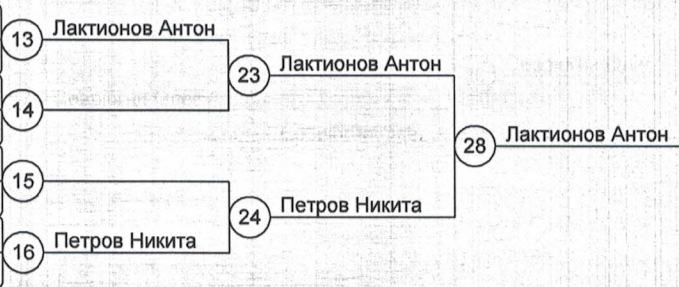 13 Лактионов Антон
23 Лактионов Антон
14
28 Лактионов Антон
15
24 Петров Никита
16 Петров Никита